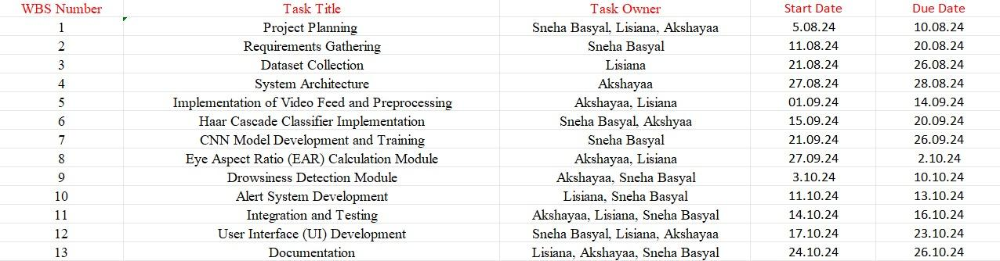 WBS Number Task Title Task Owner Start Date Due Date
1 Project Planning Sneha Basyal, Lisiana, Akshayaa 5.08.24 10.08.24
2 Requirements Gathering Sneha Basyal 11.08.24 20.08.24
3 Dataset Collection Lisiana 21.08.24 26.08.24
4 System Architecture Akshayaa 27.08.24 28.08.24
5 Implementation of Video Feed and Preprocessing Akshayaa, Lisiana 01.09.24 14.09.24
6 Haar Cascade Classifier Implementation Sneha Basyal, Akshyaa 15.09.24 20.09.24
7 CNN Model Development and Training Sneha Basyal 21.09.24 26.09.24
8 Eye Aspect Ratio (EAR) Calculation Module Akshayaa, Lisiana 27.09.24 2.10.24
9 Drowsiness Detection Module Akshayaa, Sneha Basyal 3.10.24 10.10.24
10 Alert System Development Lisiana, Sneha Basyal 11.10.24 13.10.24
11 Integration and Testing Akshayaa, Lisiana, Sneha Basyal 14.10.24 16.10.24
12 User Interface (UI) Development Sneha Basyal, Lisiana, Akshayaa 17.10.24 23.10.24
13 Documentation Lisiana, Akshayaa, Sneha Basyal 24.10.24 26.10.24